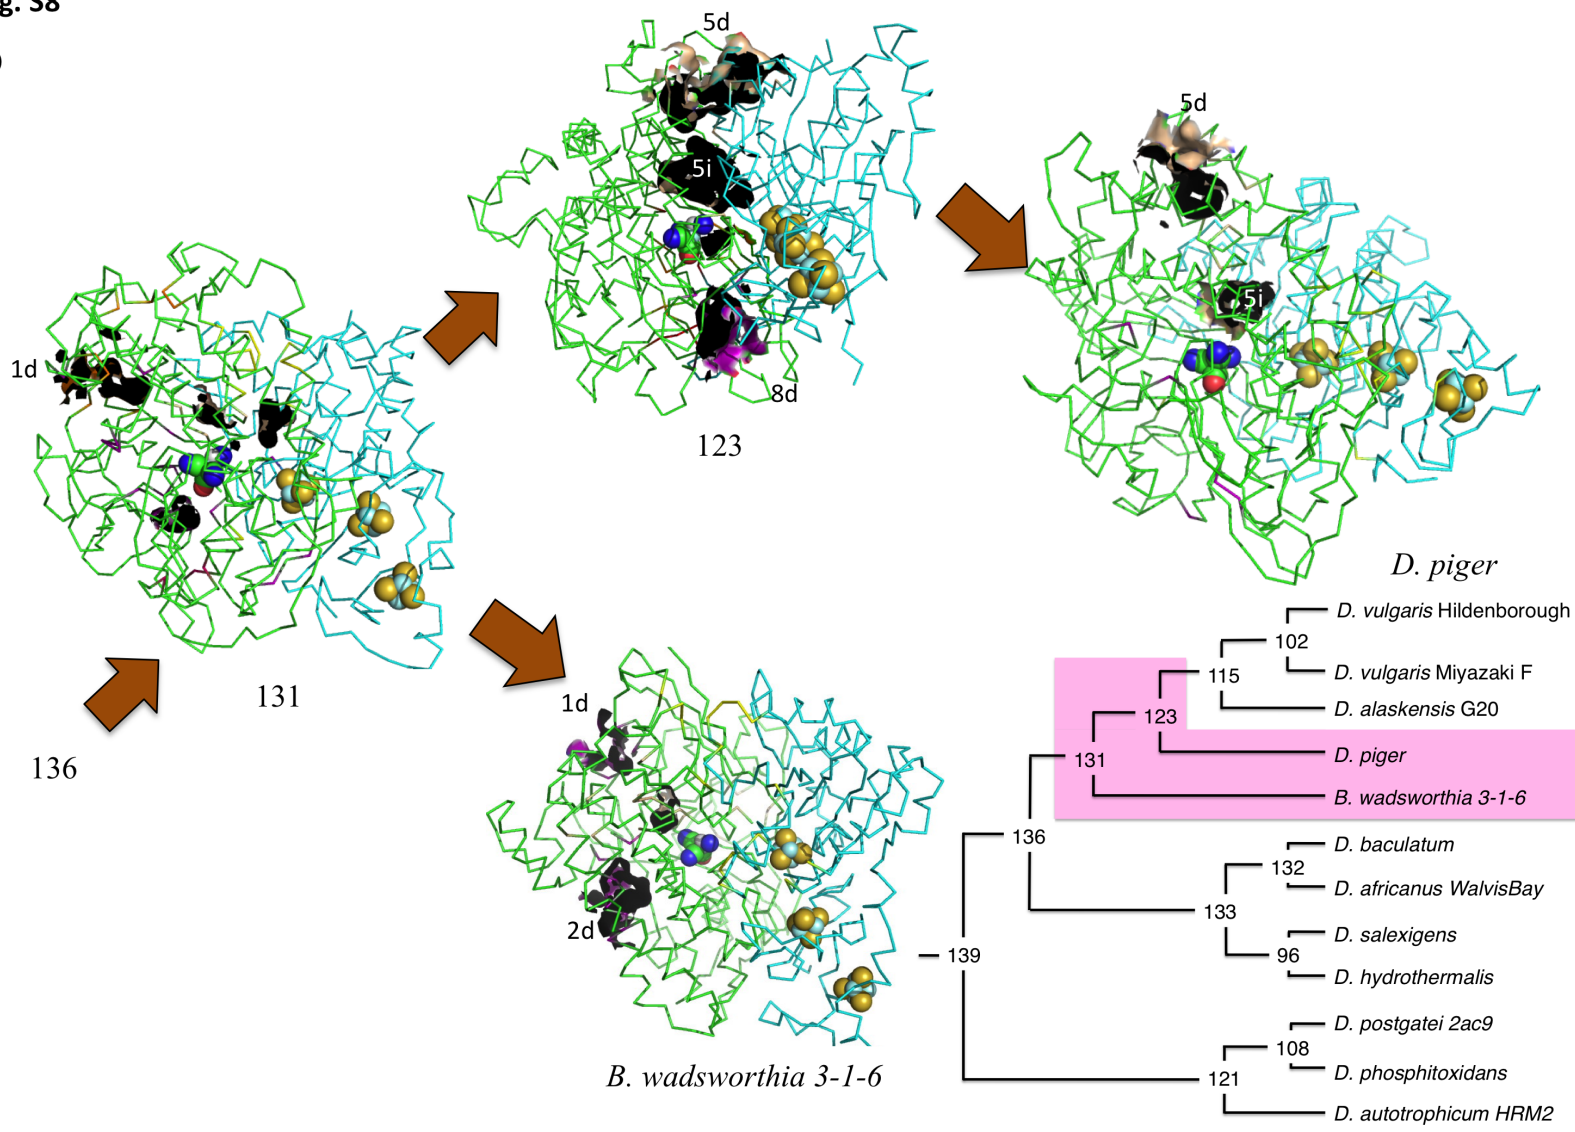 g. S8
)
5d
5i
8d
123
5d
5i
D. piger
1d
131
136
1d
2d
B. wadsworthia 3-1-6
D. vulgaris Hildenborough
102
D. vulgaris Miyazaki F
115
D. alaskensis G20
123
D. piger
131
B. wadsworthia 3-1-6
136
D. baculatum
132
D. africanus WalvisBay
133
D. salexigens
96
D. hydrothermalis
139
D. postgatei 2ac9
108
D. phosphitoxidans
121
D. autotrophicum HRM2